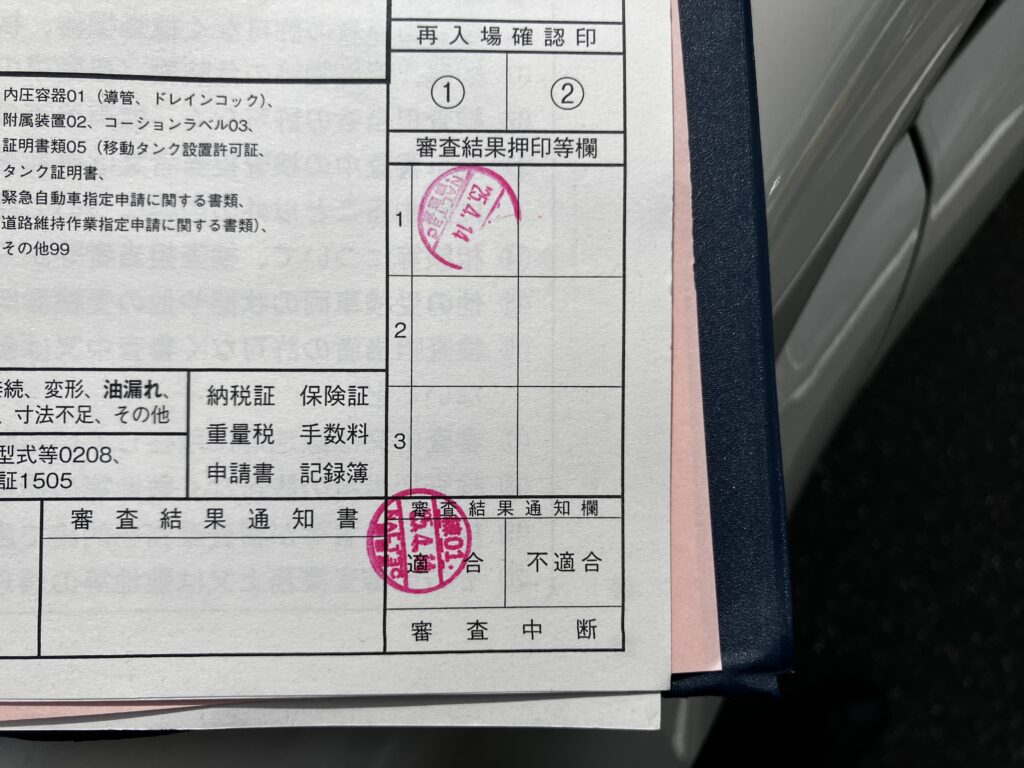 再入場確認印
① ②
内圧容器01（導管、ドレインコック）、
附属装置02、コーションラベル03、
証明書類05（移動タンク設置許可証、
タンク証明書、
緊急自動車指定申請に関する書類、
道路維持作業指定申請に関する書類）、
その他99
審査結果押印等欄
1
'25.4.14
NALTEC
2
3
続、変形、油漏れ、
、寸法不足、その他
型式等0208、
証1505
納税証 保険証
重量税 手数料
申請書 記録簿
審査結果通知書
審査結果通知欄
適合 不適合
NALTEC
審査中断